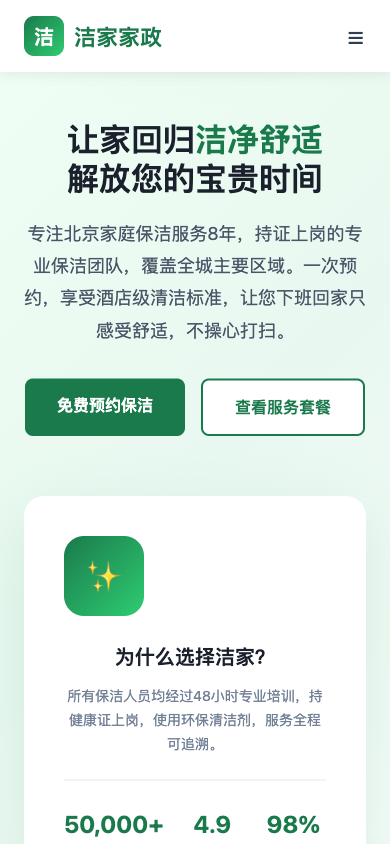 洁 洁家家政
让家回归洁净舒适
解放您的宝贵时间
专注北京家庭保洁服务8年，持证上岗的专
业保洁团队，覆盖全城主要区域。一次预
约，享受酒店级清洁标准，让您下班回家只
感受舒适，不操心打扫。
免费预约保洁 查看服务套餐
为什么选择洁家?
所有保洁人员均经过48小时专业培训，持
健康证上岗，使用环保清洁剂，服务全程
可追溯。
50,000+ 4.9 98%